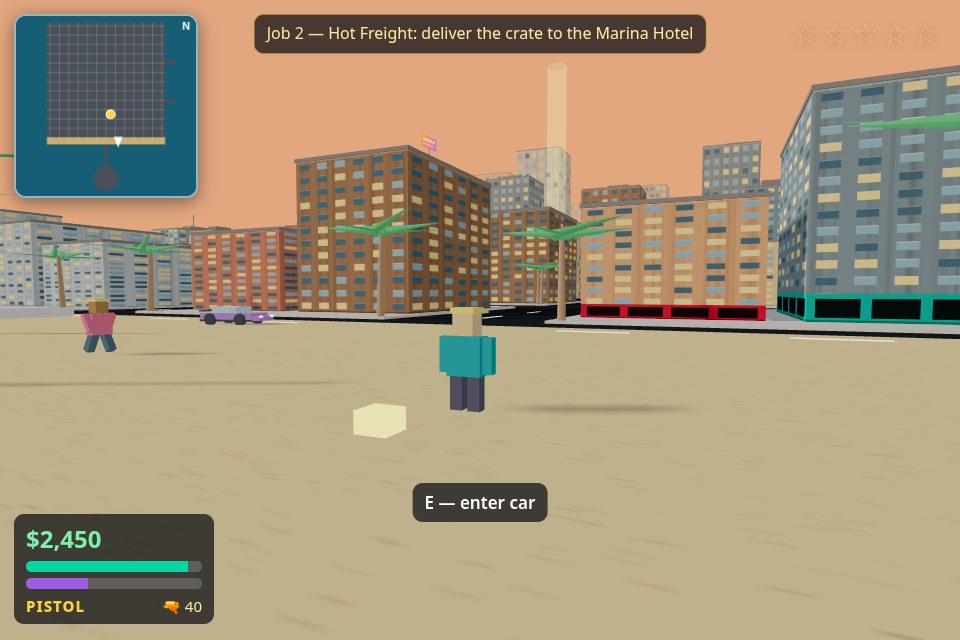 N
Job 2 — Hot Freight: deliver the crate to the Marina Hotel
E — enter car
$2,450
PISTOL
40